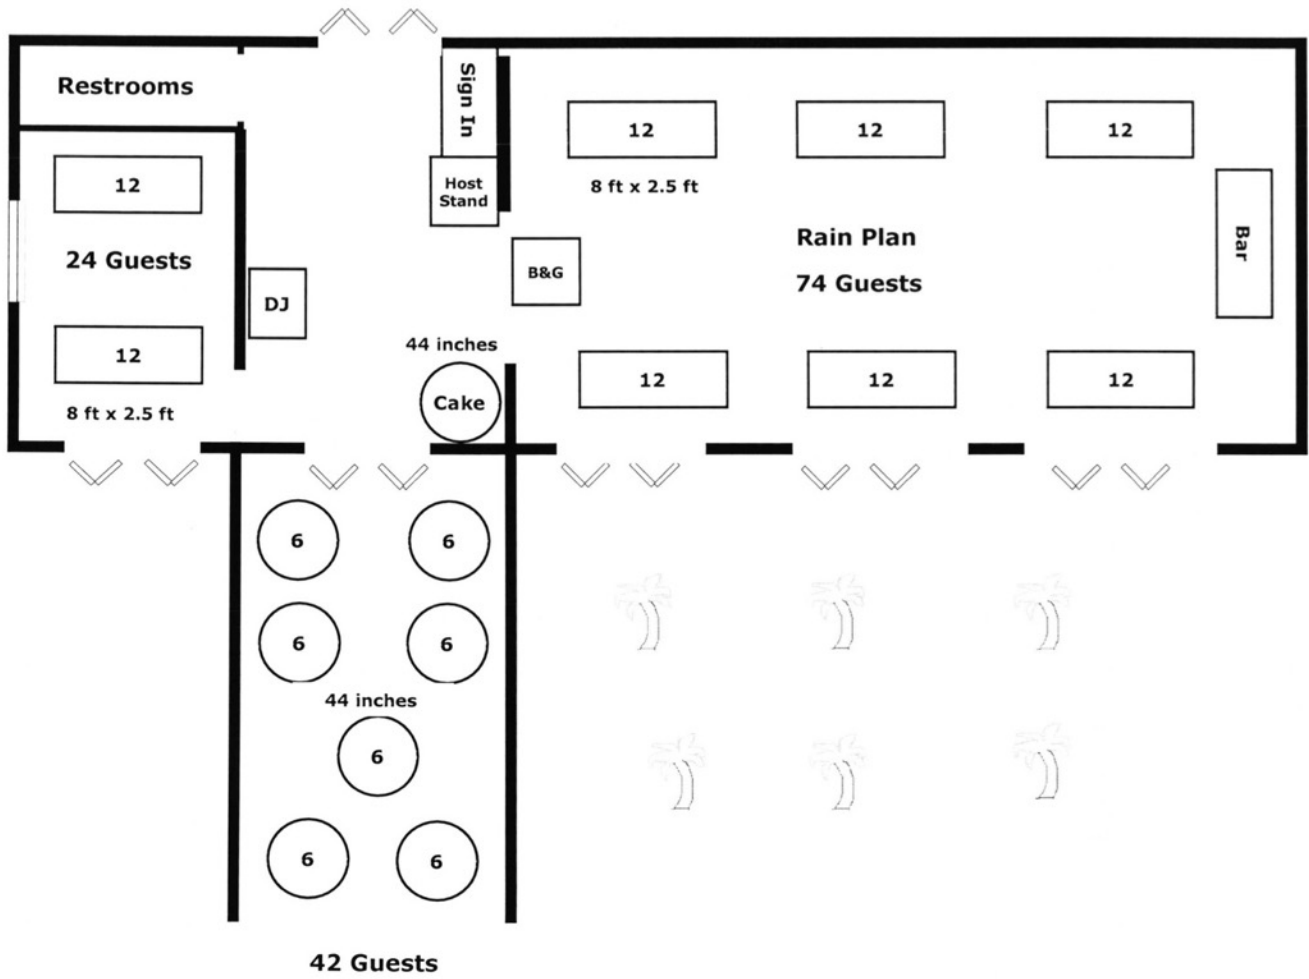 Restrooms
Sign In
12
12
12
12
Host
Stand
8 ft x 2.5 ft
24 Guests
Rain Plan
Bar
B&G
74 Guests
DJ
44 inches
12
12
12
12
Cake
8 ft x 2.5 ft
6
6
6
6
44 inches
6
6
6
42 Guests